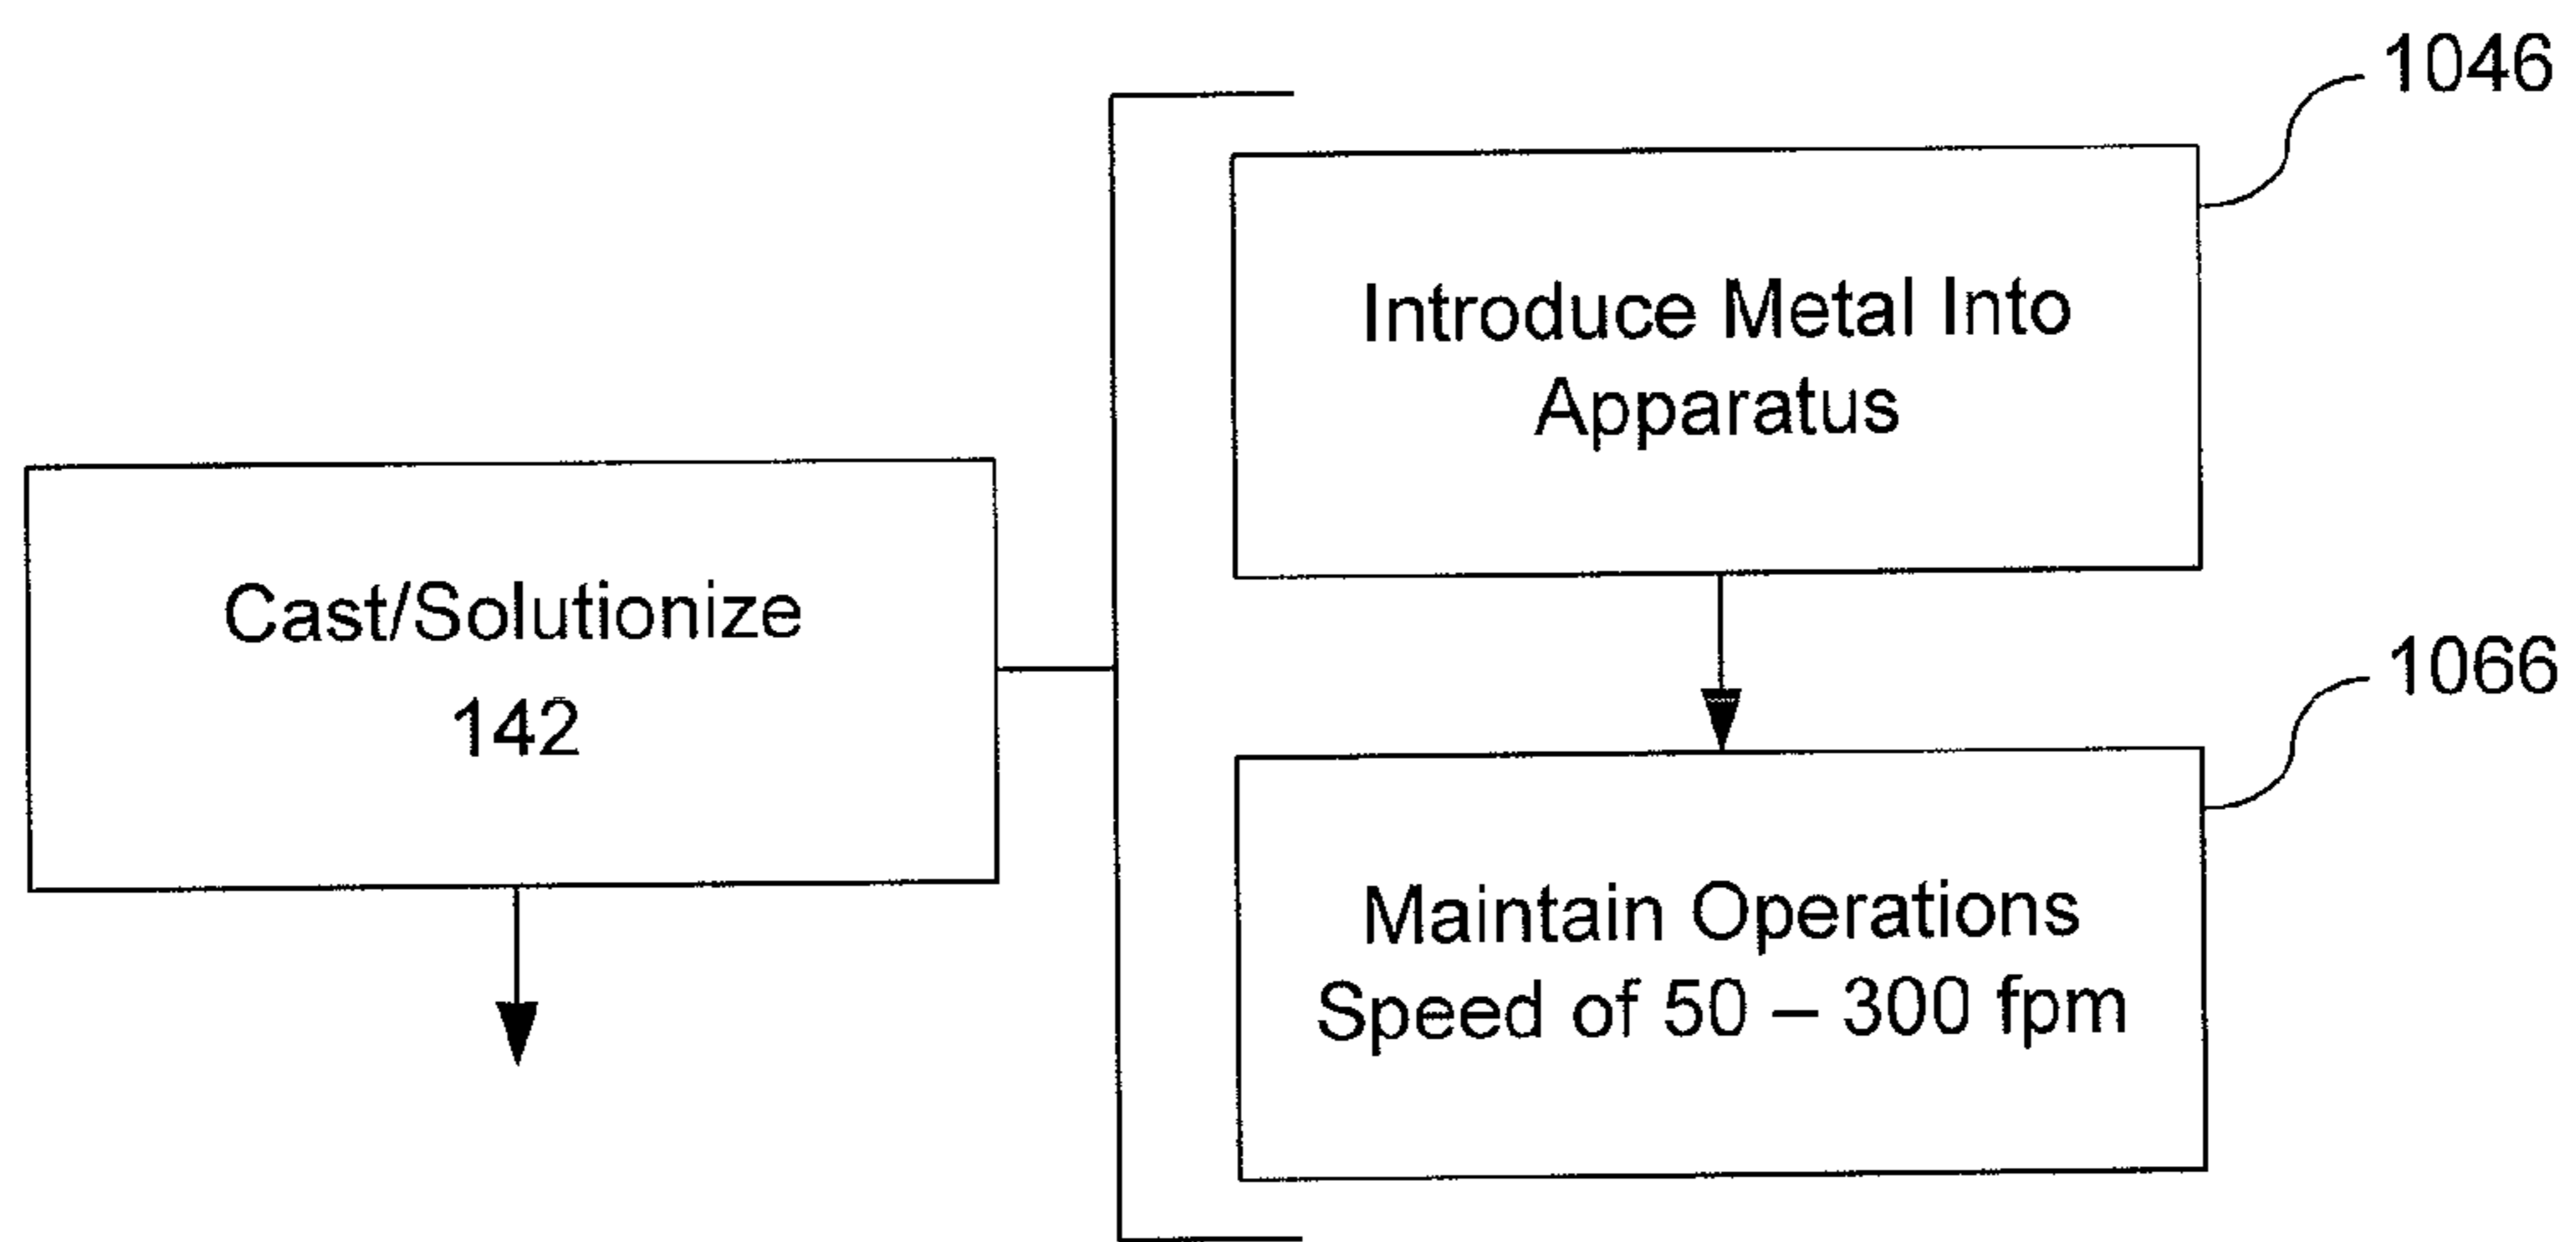 Cast/Solutionize
142
1046
Introduce Metal Into
Apparatus
1066
Maintain Operations
Speed of 50 – 300 fpm